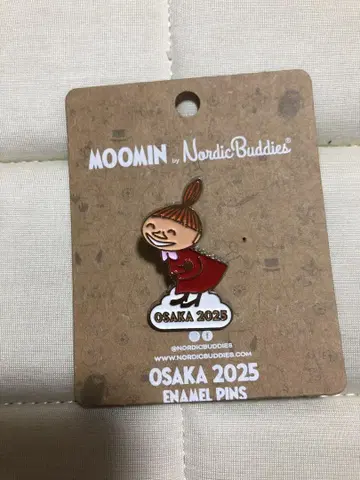 MOOMIN by NordicBuddies®
OSAKA 2025
@NORDICBUDDIES
WWW.NORDICBUDDIES.COM
OSAKA 2025
ENAMEL PINS